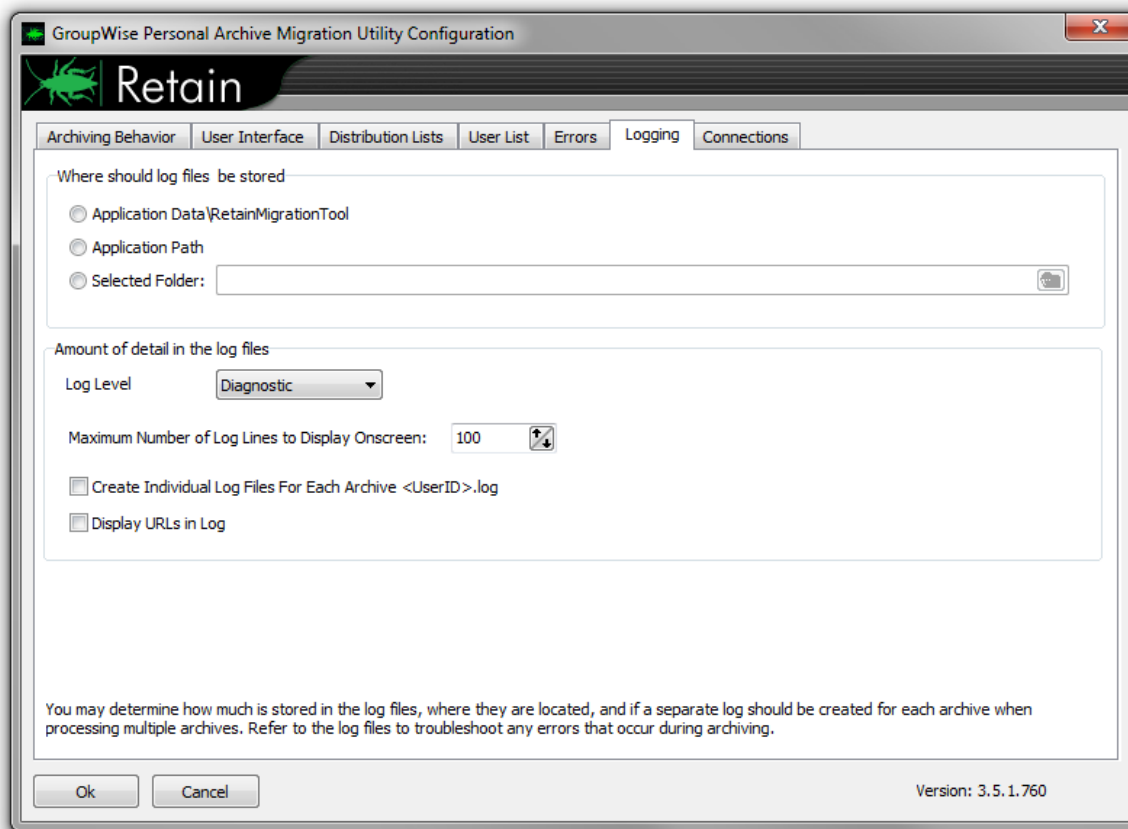 GroupWise Personal Archive Migration Utility Configuration
Retain
Archiving Behavior User Interface Distribution Lists User List Errors Logging Connections
Where should log files be stored
Application Data\RetainMigrationTool
Application Path
Selected Folder:
Amount of detail in the log files
Log Level Diagnostic
Maximum Number of Log Lines to Display Onscreen: 100
Create Individual Log Files For Each Archive <UserID>.log
Display URLs in Log
You may determine how much is stored in the log files, where they are located, and if a separate log should be created for each archive when
processing multiple archives. Refer to the log files to troubleshoot any errors that occur during archiving.
Ok Cancel Version: 3.5.1.760